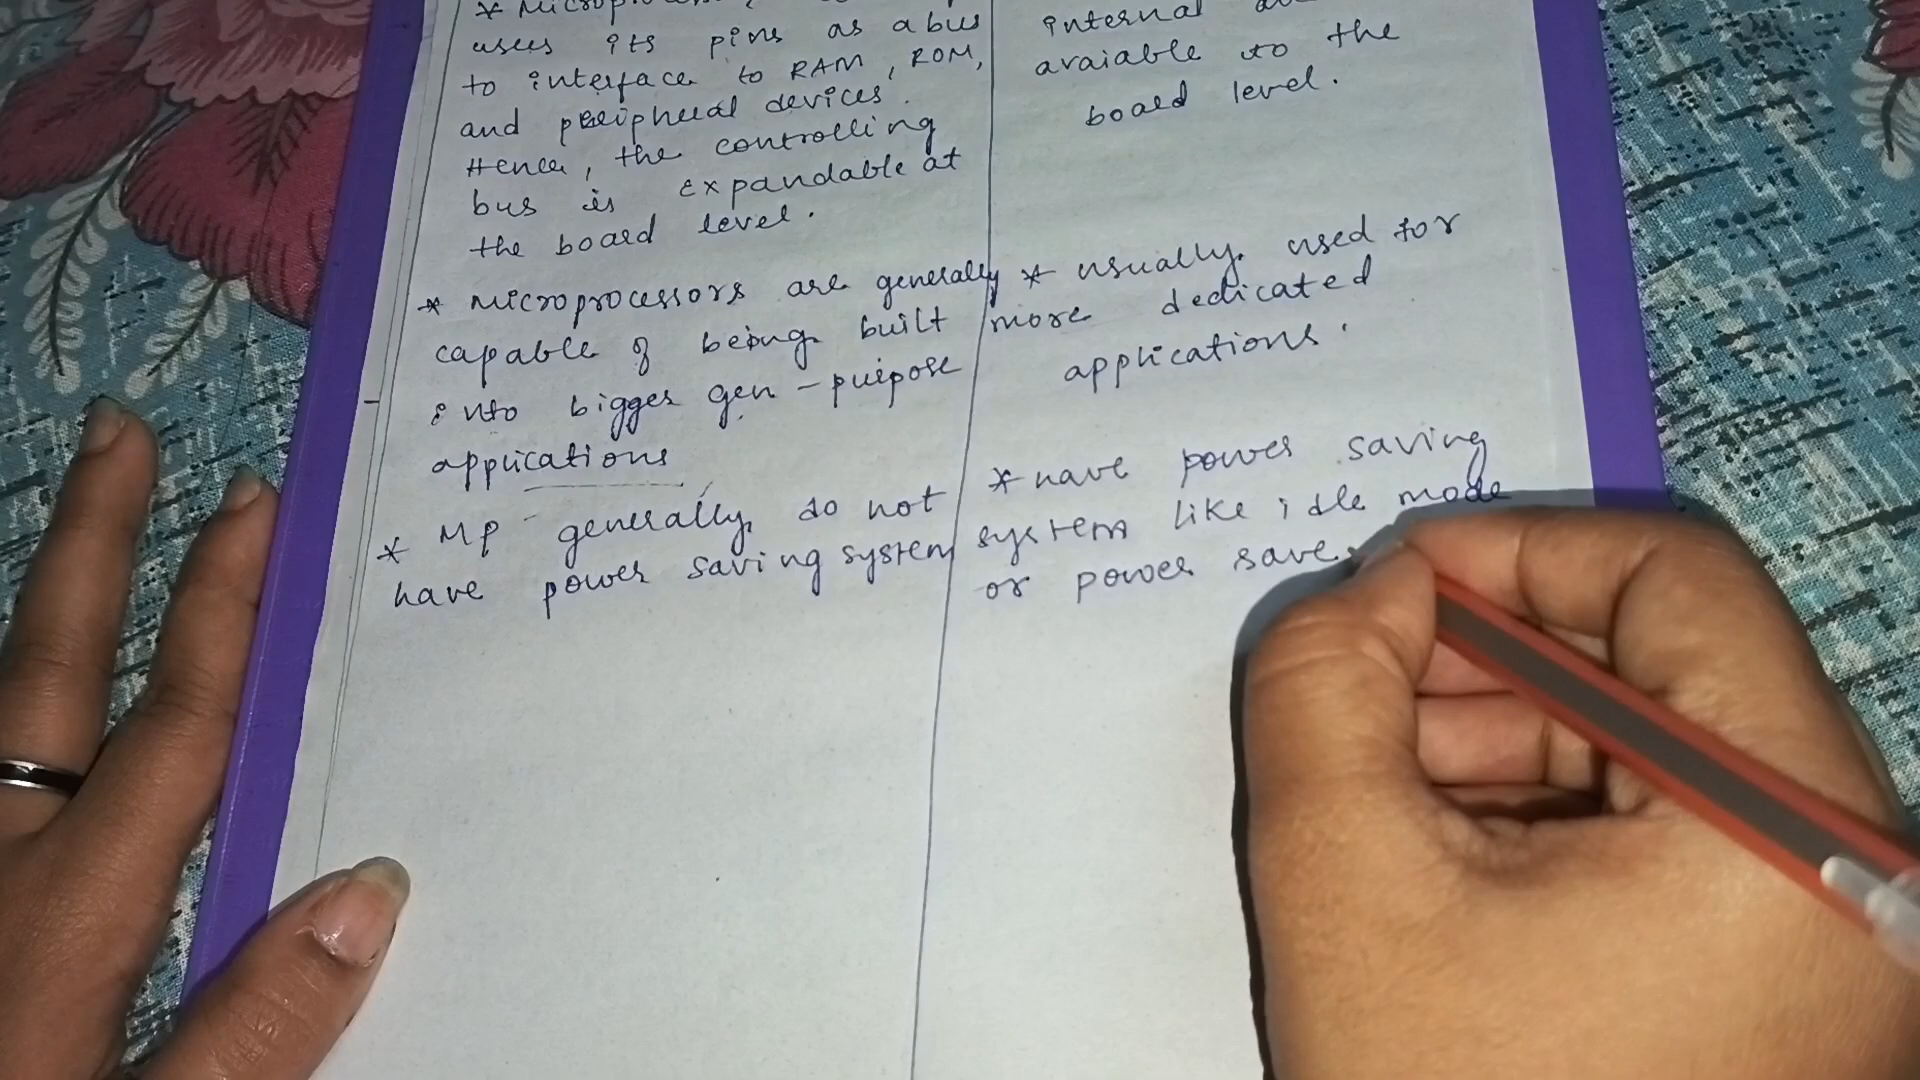 * Microprocessor
uses its pins as a bus
to interface to RAM, ROM,
and peripheral devices.
Hence, the controlling
bus is expandable at
the board level.
* Microprocessors are generally
capable of being built
into bigger gen-purpose
applications
* MP generally do not
have power saving system
internal
avaiable to the
board level.
* usually used for
more dedicated
applications.
* have power saving
system like idle mode
or power save